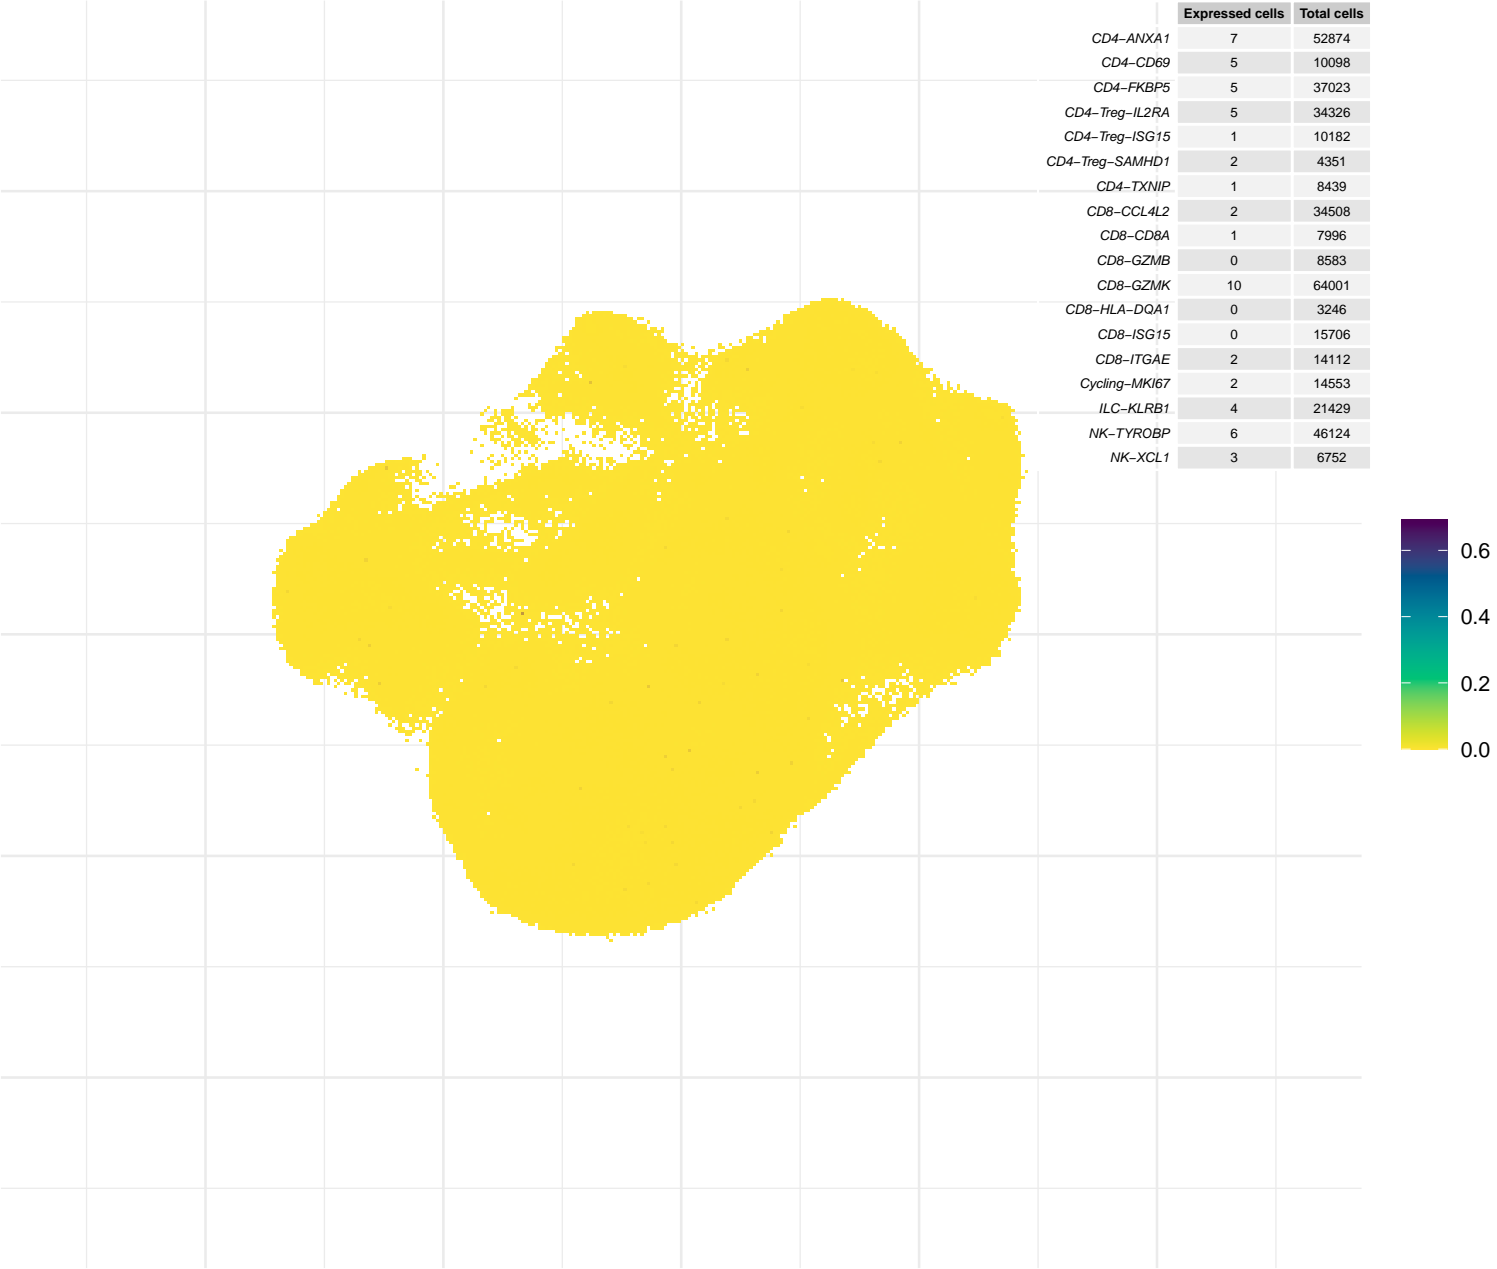 Expressed cells Total cells
CD4−ANXA1 7 52874
CD4−CD69 5 10098
CD4−FKBP5 5 37023
CD4−Treg−IL2RA 5 34326
CD4−Treg−ISG15 1 10182
CD4−Treg−SAMHD1 2 4351
CD4−TXNIP 1 8439
CD8−CCL4L2 2 34508
CD8−CD8A 1 7996
CD8−GZMB 0 8583
CD8−GZMK 10 64001
CD8−HLA−DQA1 0 3246
CD8−ISG15 0 15706
CD8−ITGAE 2 14112
Cycling−MKI67 2 14553
ILC−KLRB1 4 21429
NK−TYROBP 6 46124
NK−XCL1 3 6752
0.6
0.4
0.2
0.0